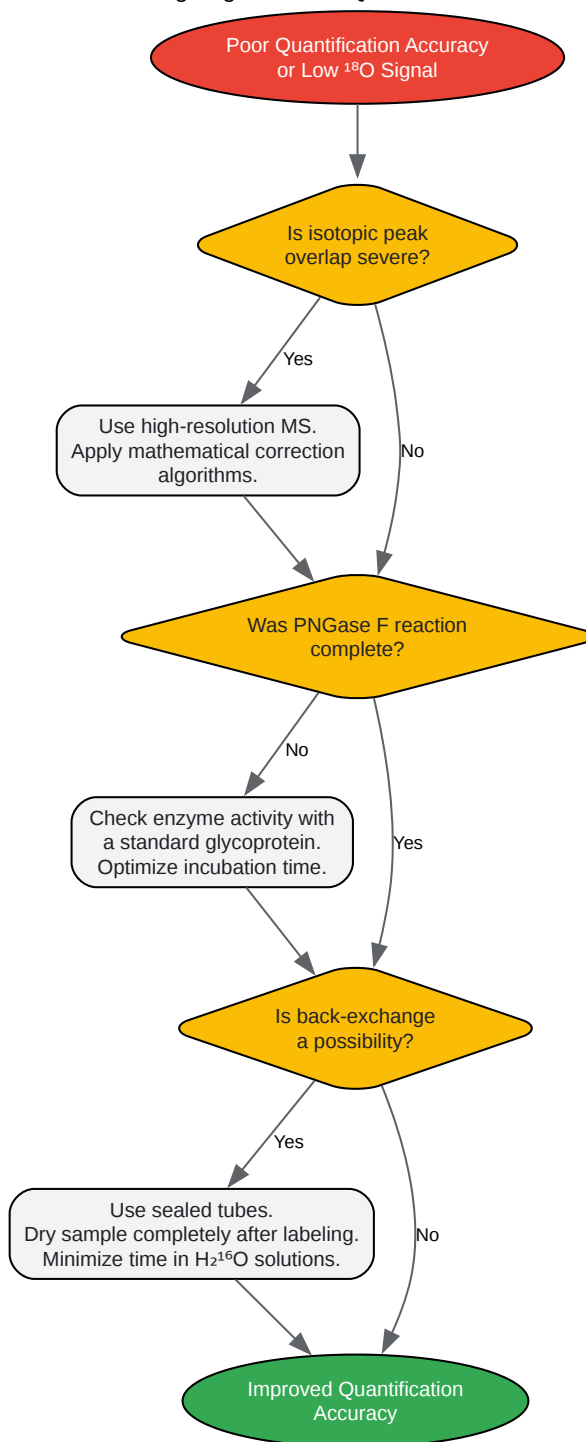 Poor Quantification Accuracy
or Low ¹⁸O Signal
Is isotopic peak
overlap severe?
Yes
Use high-resolution MS.
Apply mathematical correction
algorithms.
No
Was PNGase F reaction
complete?
No
Check enzyme activity with
a standard glycoprotein.
Optimize incubation time.
Yes
Is back-exchange
a possibility?
Yes
Use sealed tubes.
Dry sample completely after labeling.
Minimize time in H₂¹⁶O solutions.
No
Improved Quantification
Accuracy